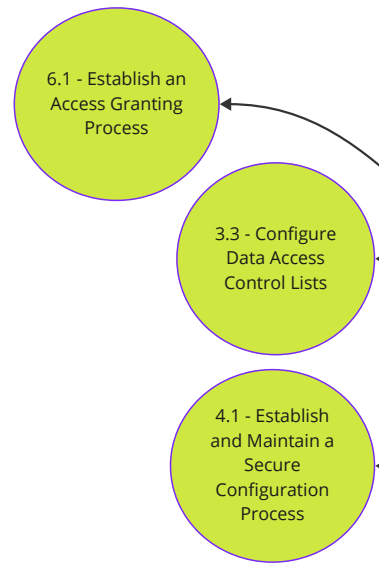 6.1 - Establish an
Access Granting
Process
3.3 - Configure
Data Access
Control Lists
4.1 - Establish
and Maintain a
Secure
Configuration
Process